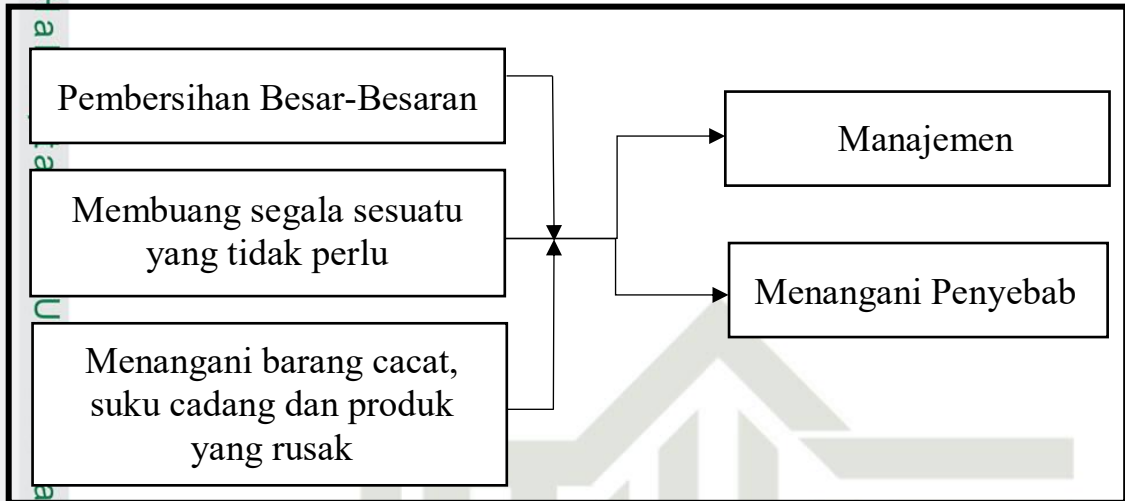 Pembersihan Besar-Besaran
Membuang segala sesuatu
yang tidak perlu
Menangani barang cacat,
suku cadang dan produk
yang rusak
Manajemen
Menangani Penyebab